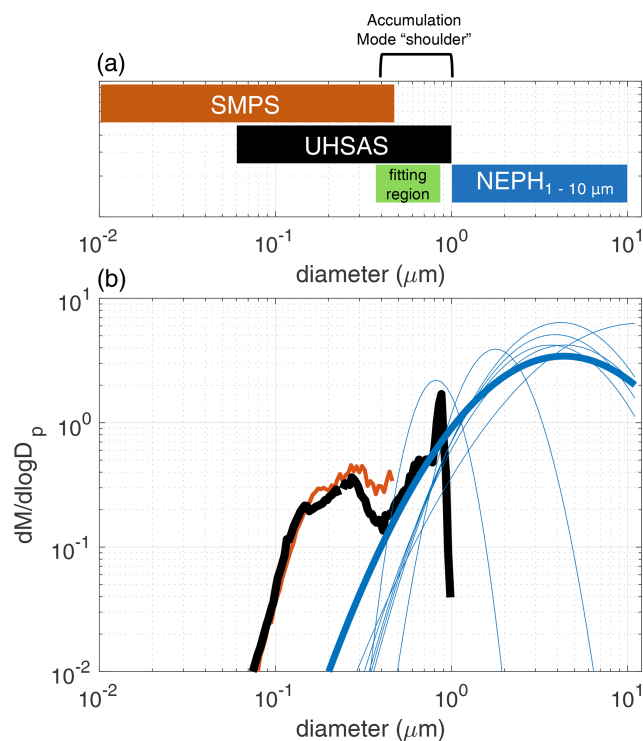 Accumulation
Mode “shoulder”
(a)
SMPS
UHSAS
fitting
region
NEPH1 - 10 μm
10-2
10-1
100
101
diameter (μm)
(b)
101
100
10-1
10-2
dM/dlogDp
10-2
10-1
100
101
diameter (μm)